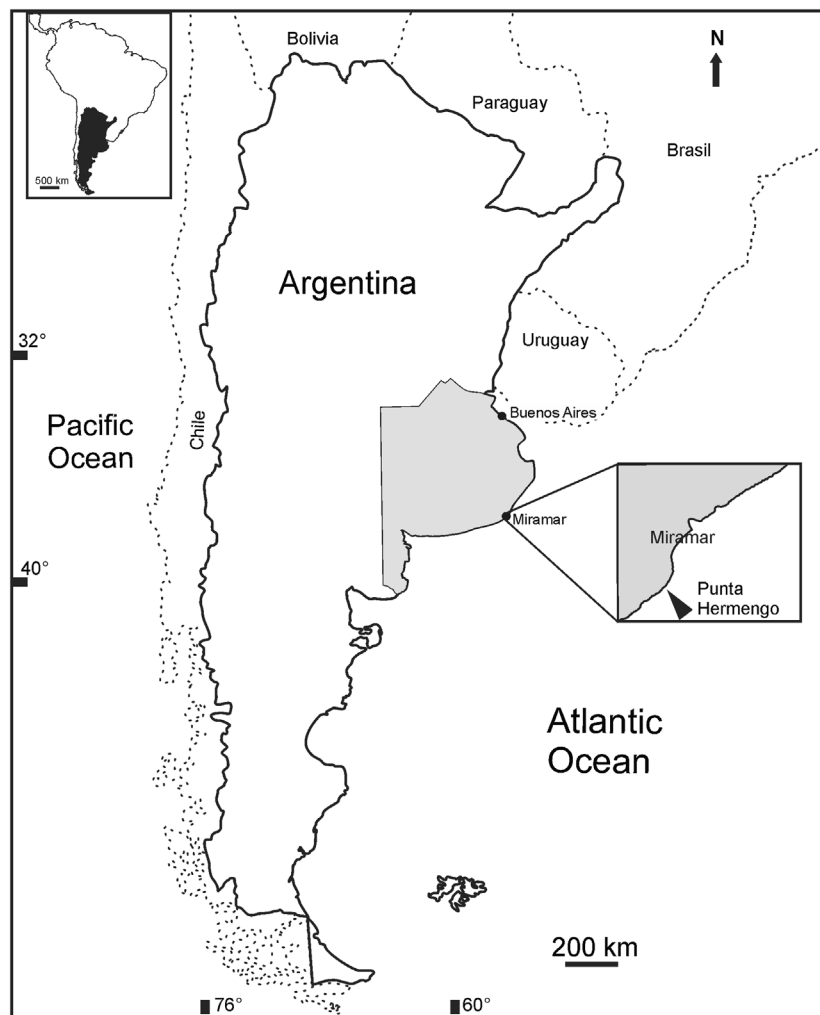 Bolivia
N
Paraguay
Brasil
500 km
Argentina
32°
Uruguay
Pacific
Ocean
Chile
Buenos Aires
Miramar
Miramar
40°
Punta
Hermengo
Atlantic
Ocean
200 km
76°
60°